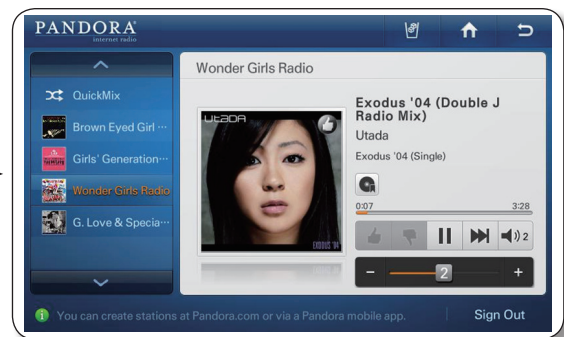 PANDORA®
internet radio
QuickMix
Brown Eyed Girl ···
Girls' Generation···
Wonder Girls Radio
G. Love & Specia···
Wonder Girls Radio
UTADA
EXODUS '04
Exodus '04 (Double J
Radio Mix)
Utada
Exodus '04 (Single)
0:07 3:28
2
- 2 +
You can create stations at Pandora.com or via a Pandora mobile app.
Sign Out